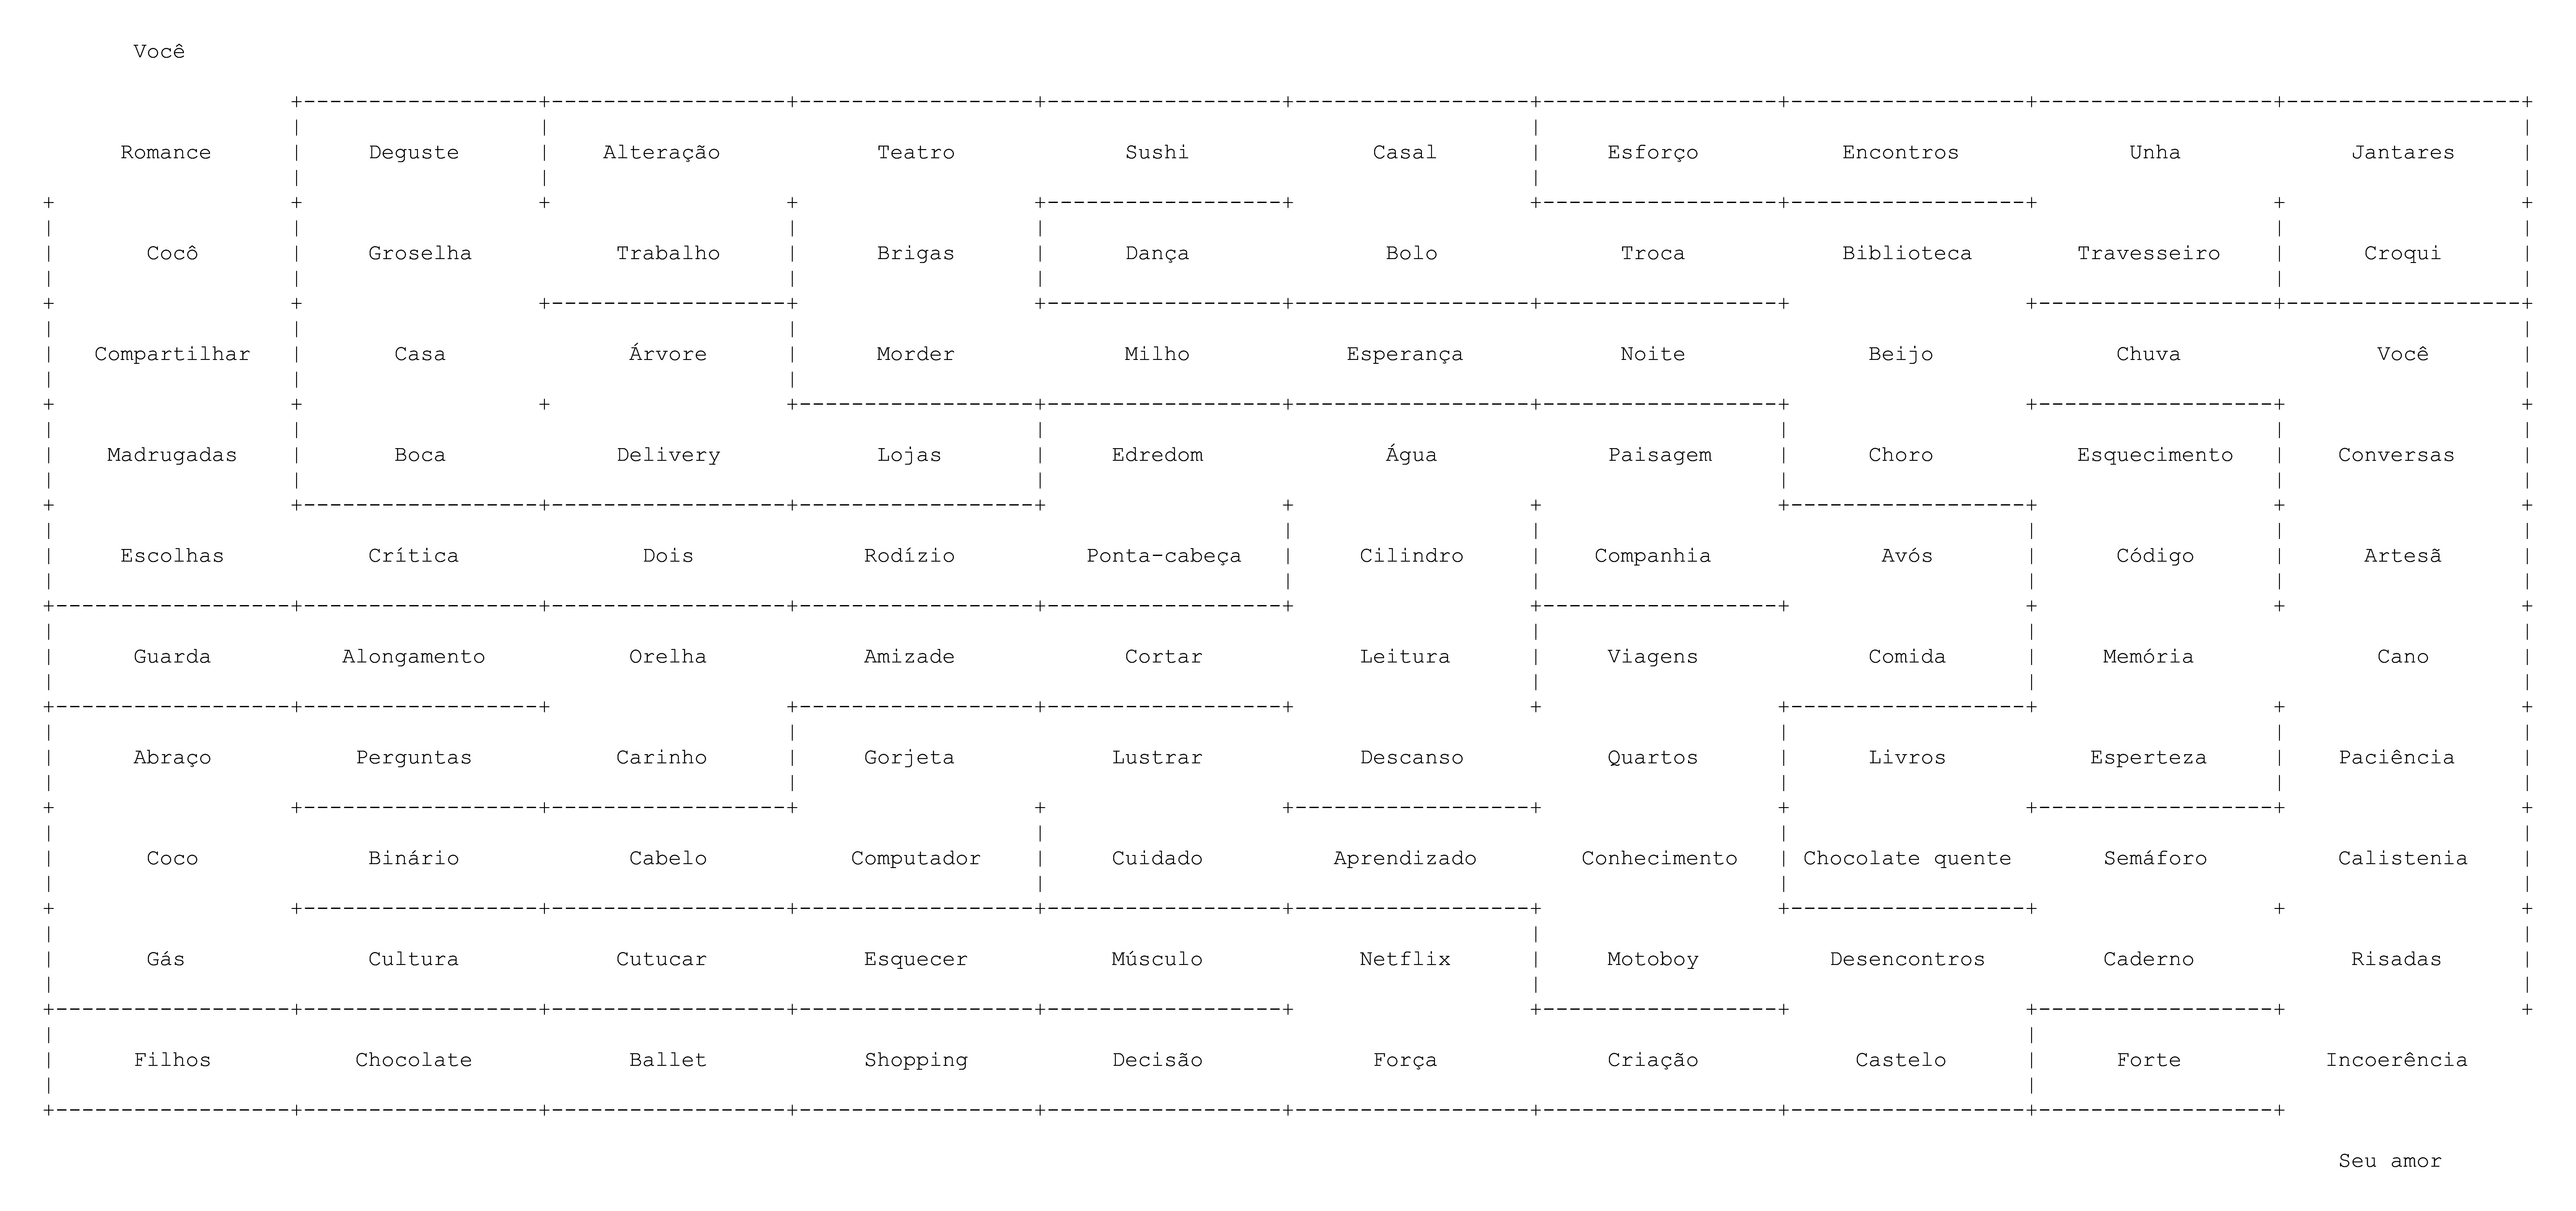 Você
Romance Deguste Alteração Teatro Sushi Casal Esforço Encontros Unha Jantares
Cocô Groselha Trabalho Brigas Dança Bolo Troca Biblioteca Travesseiro Croqui
Compartilhar Casa Árvore Morder Milho Esperança Noite Beijo Chuva Você
Madrugadas Boca Delivery Lojas Edredom Água Paisagem Choro Esquecimento Conversas
Escolhas Crítica Dois Rodízio Ponta-cabeça Cilindro Companhia Avós Código Artesã
Guarda Alongamento Orelha Amizade Cortar Leitura Viagens Comida Memória Cano
Abraço Perguntas Carinho Gorjeta Lustrar Descanso Quartos Livros Esperteza Paciência
Coco Binário Cabelo Computador Cuidado Aprendizado Conhecimento Chocolate quente Semáforo Calistenia
Gás Cultura Cutucar Esquecer Músculo Netflix Motoboy Desencontros Caderno Risadas
Filhos Chocolate Ballet Shopping Decisão Força Criação Castelo Forte Incoerência
Seu amor